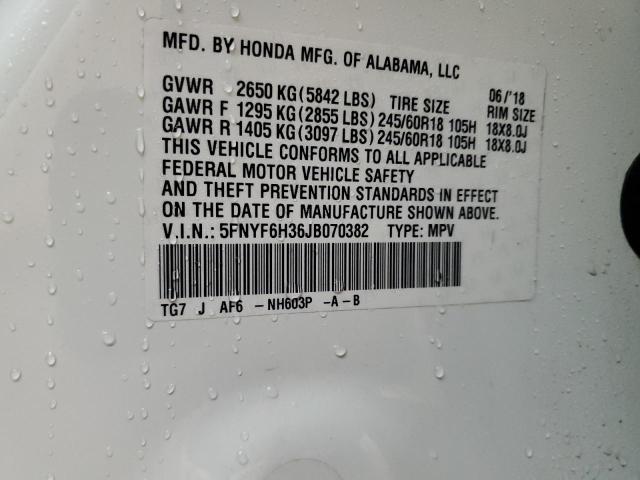 MFD. BY HONDA MFG. OF ALABAMA, LLC
06/'18
GVWR 2650 KG(5842 LBS) TIRE SIZE RIM SIZE
GAWR F 1295 KG(2855 LBS)245/60R18 105H 18X8.0J
GAWR R 1405 KG(3097 LBS)245/60R18 105H 18X8.0J
THIS VEHICLE CONFORMS TO ALL APPLICABLE
FEDERAL MOTOR VEHICLE SAFETY
AND THEFT PREVENTION STANDARDS IN EFFECT
ON THE DATE OF MANUFACTURE SHOWN ABOVE.
V.I.N.: 5FNYF6H36JB070382 TYPE: MPV
TG7 J AF6 -NH603P -A-B